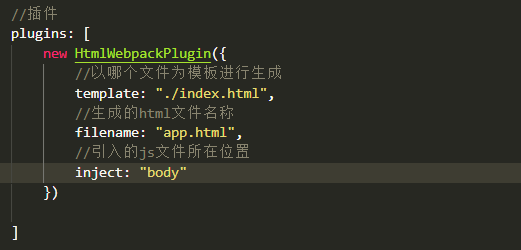 //插件
plugins: [
new HtmlWebpackPlugin({
//以哪个文件为模板进行生成
template: "./index.html",
//生成的html文件名称
filename: "app.html",
//引入的js文件所在位置
inject: "body"
})
]